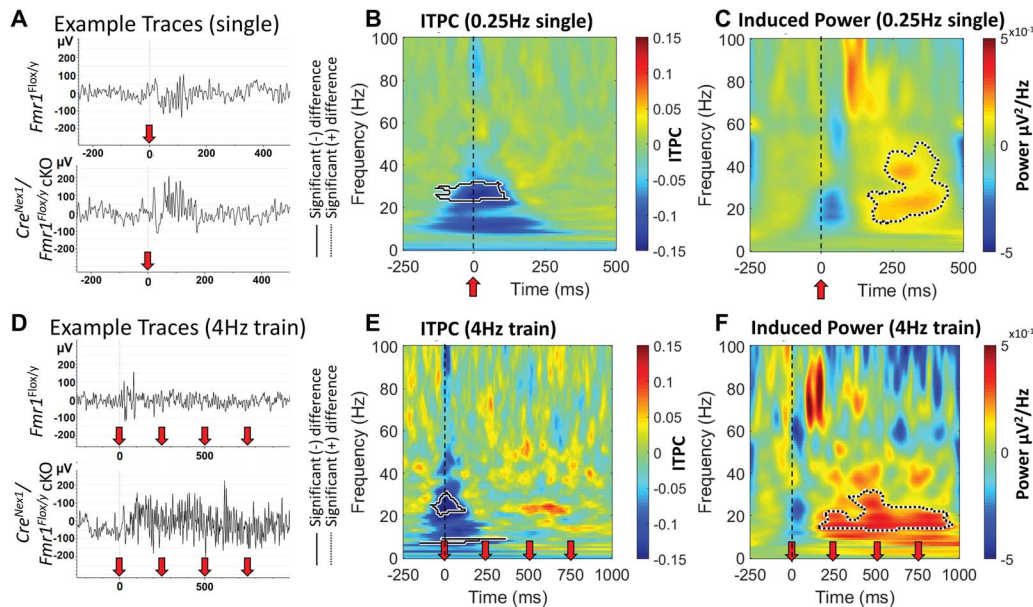 A Example Traces (single)
µV
Fmr1Flox/y
200
100
0
-100
-200
-200 0 200 400
µV
CreNex1/
Fmr1Flox/y cKO
200
100
0
-100
-200
-200 0 200 400
Significant (-) difference
Significant (+) difference
B ITPC (0.25Hz single)
Frequency (Hz)
100
80
60
40
20
0
-250 0 250 500
Time (ms)
0.15
0.1
0.05
0
-0.05
-0.1
-0.15
ITPC
C Induced Power (0.25Hz single)
Frequency (Hz)
100
80
60
40
20
0
-250 0 250 500
Time (ms)
5 x10-1
0
-5
Power µV2/Hz
D Example Traces (4Hz train)
µV
Fmr1Flox/y
200
100
0
-100
-200
0 500
µV
CreNex1/
Fmr1Flox/y cKO
200
100
0
-100
-200
0 500
Significant (-) difference
Significant (+) difference
E ITPC (4Hz train)
Frequency (Hz)
100
80
60
40
20
0
-250 0 250 500 750 1000
Time (ms)
0.15
0.1
0.05
0
-0.05
-0.1
-0.15
ITPC
F Induced Power (4Hz train)
Frequency (Hz)
100
80
60
40
20
0
-250 0 250 500 750 1000
Time (ms)
5 x10-1
0
-5
Power µV2/Hz